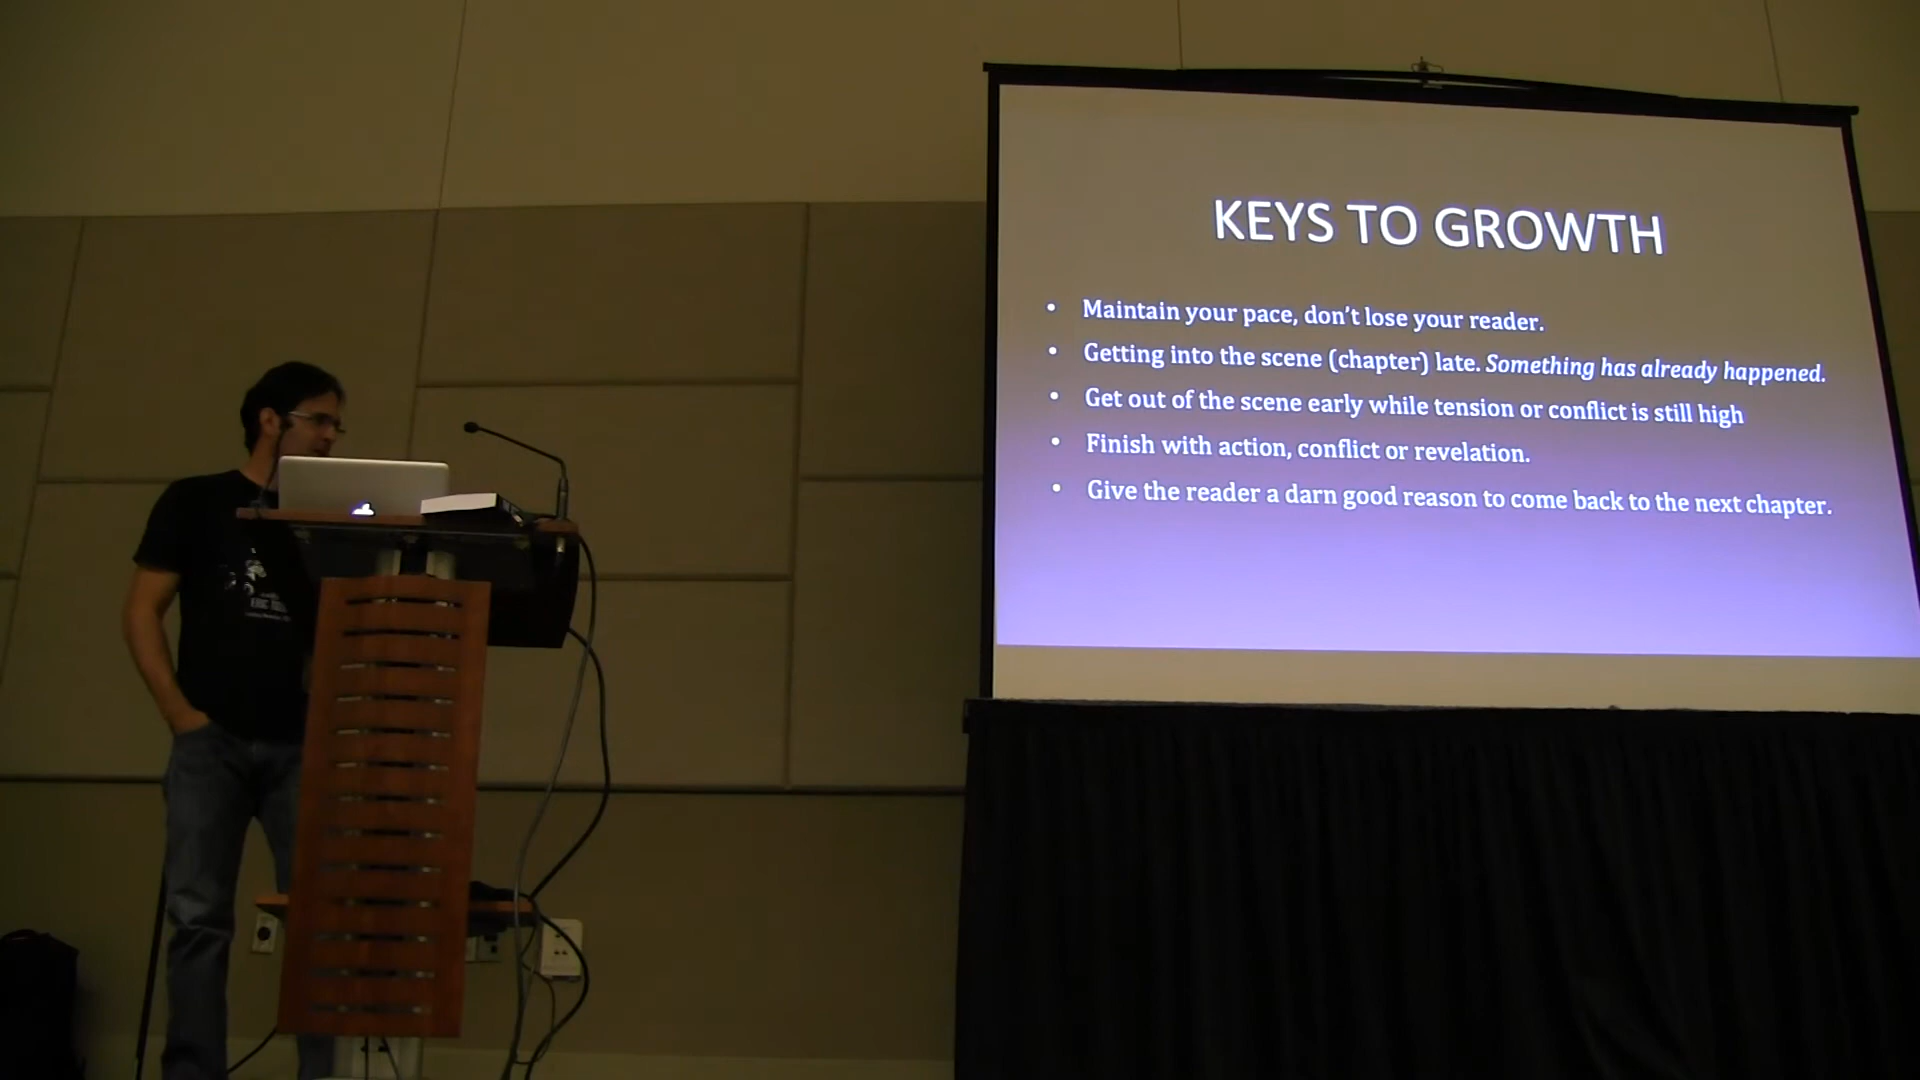 KEYS TO GROWTH
• Maintain your pace, don't lose your reader.
• Getting into the scene (chapter) late. Something has already happened.
• Get out of the scene early while tension or conflict is still high
• Finish with action, conflict or revelation.
• Give the reader a darn good reason to come back to the next chapter.
ERIC